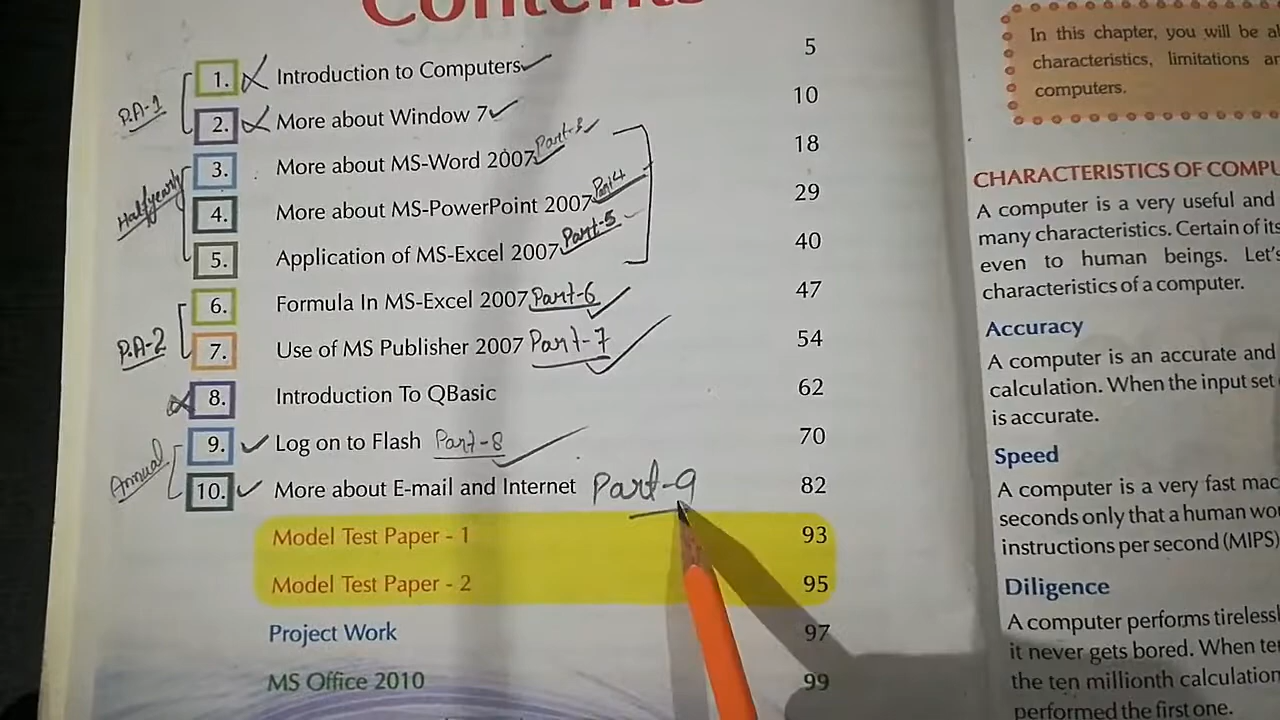 Contents
P.A-1
1. Introduction to Computers 5
2. More about Window 7 10
Halfyearly
3. More about MS-Word 2007 Part-3 18
4. More about MS-PowerPoint 2007 Part 4 29
5. Application of MS-Excel 2007 Part-5 40
P.A-2
6. Formula In MS-Excel 2007 Part-6 47
7. Use of MS Publisher 2007 Part-7 54
8. Introduction To QBasic 62
Annual
9. Log on to Flash Part-8 70
10. More about E-mail and Internet Part-9 82
Model Test Paper - 1 93
Model Test Paper - 2 95
Project Work 97
MS Office 2010 99
In this chapter, you will be
characteristics, limitations
computers.
CHARACTERISTICS OF COMPU
A computer is a very useful and
many characteristics. Certain of its
even to human beings. Let's
characteristics of a computer.
Accuracy
A computer is an accurate and
calculation. When the input set
is accurate.
Speed
A computer is a very fast mac
seconds only that a human wo
instructions per second (MIPS)
Diligence
A computer performs tireless
it never gets bored. When te
the ten millionth calculation
performed the first one.